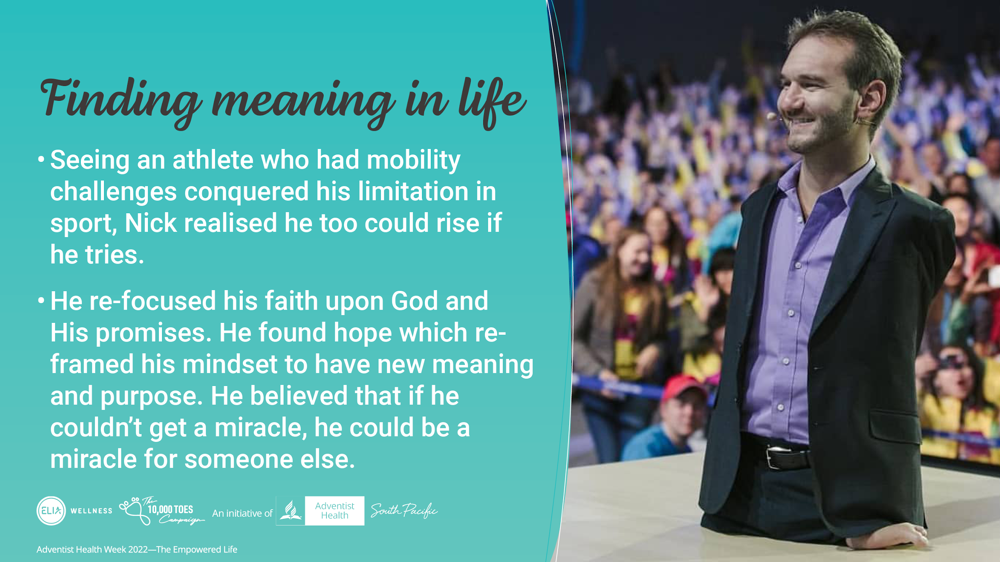 Finding meaning in life
• Seeing an athlete who had mobility
challenges conquered his limitation in
sport, Nick realised he too could rise if
he tries.
• He re-focused his faith upon God and
His promises. He found hope which re-
framed his mindset to have new meaning
and purpose. He believed that if he
couldn’t get a miracle, he could be a
miracle for someone else.
ELIA WELLNESS
The
10,000 TOES
Campaign
An initiative of
Adventist
Health
South Pacific
Adventist Health Week 2022—The Empowered Life